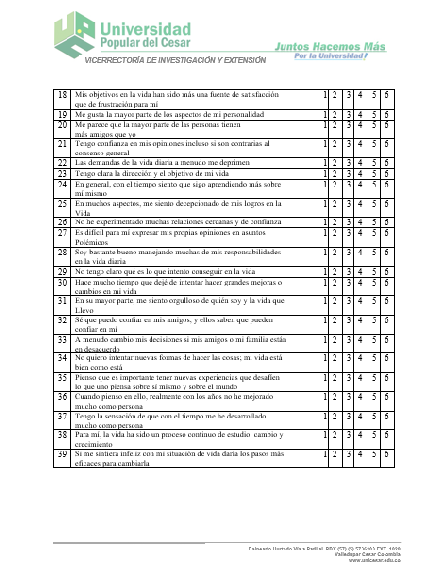 Universidad
Popular del Cesar
Juntos Hacemos Más
Por la Universidad!
VICERRECTORÍA DE INVESTIGACIÓN Y EXTENSIÓN
18 Mis objetivos en la vida han sido más una fuente de satisfacción 1 2 3 4 5 6
que de frustración para mí
19 Me gusta la mayor parte de los aspectos de mi personalidad 1 2 3 4 5 6
20 Me parece que la mayor parte de las personas tienen 1 2 3 4 5 6
más amigos que yo
21 Tengo confianza en mis opiniones incluso si son contrarias al 1 2 3 4 5 6
consenso general
22 Las demandas de la vida diaria a menudo me deprimen 1 2 3 4 5 6
23 Tengo clara la dirección y el objetivo de mi vida 1 2 3 4 5 6
24 En general, con el tiempo siento que sigo aprendiendo más sobre 1 2 3 4 5 6
mí mismo
25 En muchos aspectos, me siento decepcionado de mis logros en la 1 2 3 4 5 6
Vida
26 No he experimentado muchas relaciones cercanas y de confianza 1 2 3 4 5 6
27 Es difícil para mí expresar mis propias opiniones en asuntos 1 2 3 4 5 6
Polémicos
28 Soy bastante bueno manejando muchas de mis responsabilidades 1 2 3 4 5 6
en la vida diaria
29 No tengo claro qué es lo que intento conseguir en la vida 1 2 3 4 5 6
30 Hace mucho tiempo que dejé de intentar hacer grandes mejoras o 1 2 3 4 5 6
cambios en mi vida
31 En su mayor parte, me siento orgulloso de quién soy y la vida que 1 2 3 4 5 6
Llevo
32 Sé que puedo confiar en mis amigos, y ellos saben que pueden 1 2 3 4 5 6
confiar en mí
33 A menudo cambio mis decisiones si mis amigos o mi familia están 1 2 3 4 5 6
en desacuerdo
34 No quiero intentar nuevas formas de hacer las cosas; mi vida está 1 2 3 4 5 6
bien como está
35 Pienso que es importante tener nuevas experiencias que desafíen 1 2 3 4 5 6
lo que uno piensa sobre sí mismo y sobre el mundo
36 Cuando pienso en ello, realmente con los años no he mejorado 1 2 3 4 5 6
mucho como persona
37 Tengo la sensación de que con el tiempo me he desarrollado 1 2 3 4 5 6
mucho como persona
38 Para mí, la vida ha sido un proceso continuo de estudio, cambio y 1 2 3 4 5 6
crecimiento
39 Si me sintiera infeliz con mi situación de vida daría los pasos más 1 2 3 4 5 6
eficaces para cambiarla
Valledupar Cesar Colombia
www.unicesar.edu.co